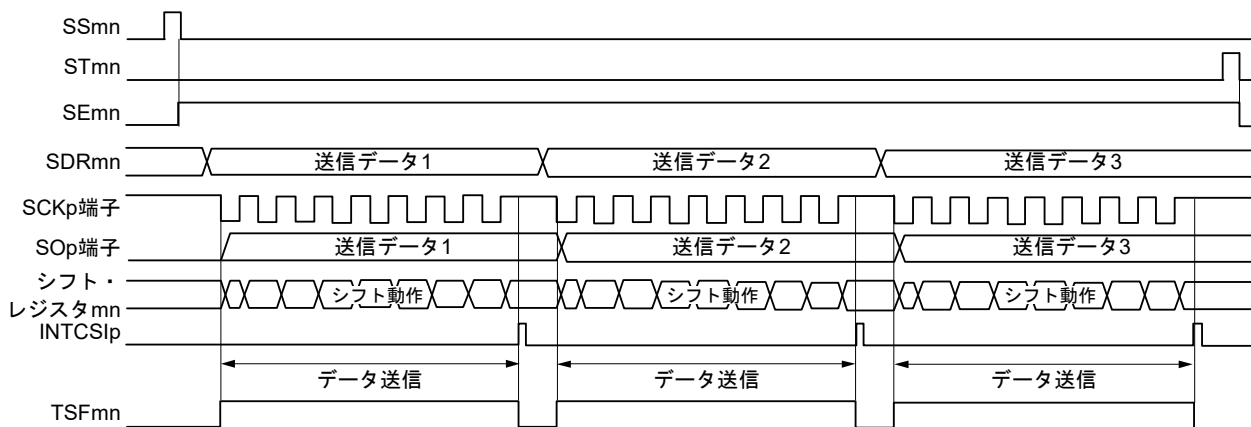 SSmn
STmn
SEmn
SDRmn 送信データ1 送信データ2 送信データ3
SCKp端子
SOp端子 送信データ1 送信データ2 送信データ3
シフト・
レジスタmn シフト動作 シフト動作 シフト動作
INTCSIp
データ送信 データ送信 データ送信
TSFmn